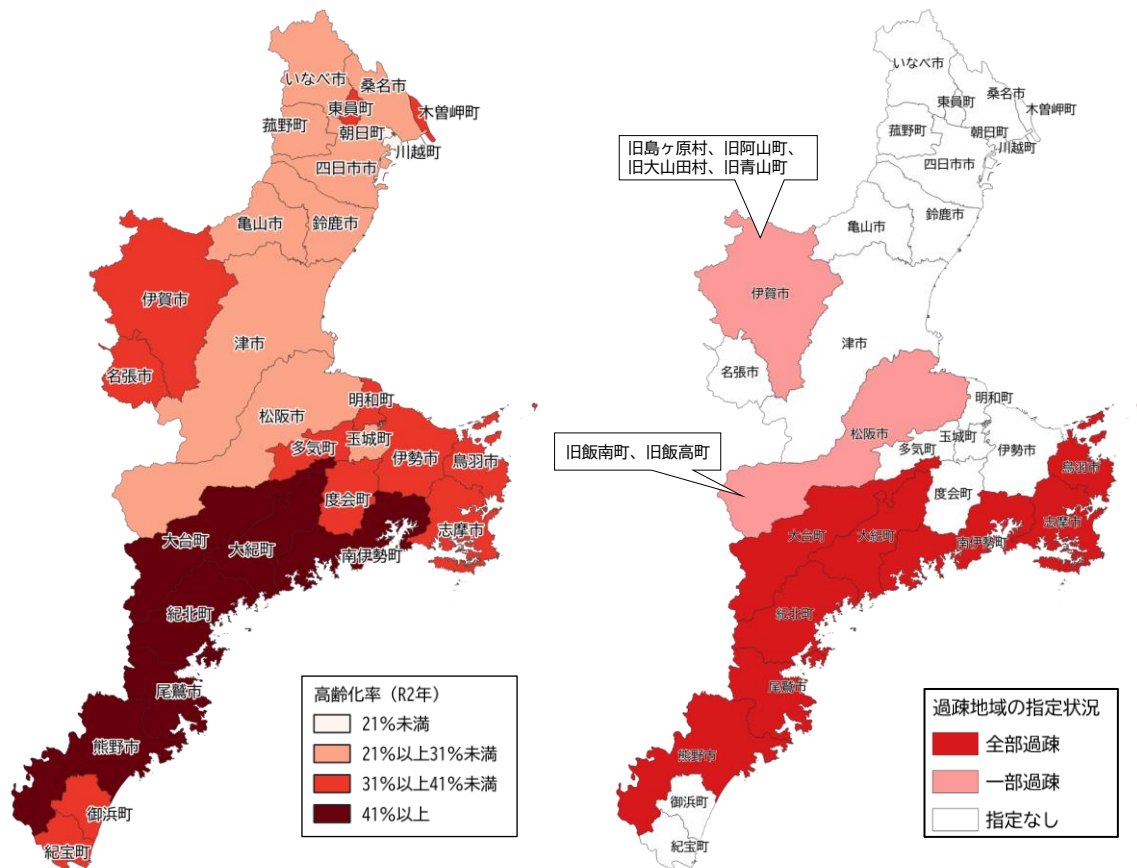 いなべ市
桑名市
東員町
木曽岬町
菰野町
朝日町
川越町
四日市市
亀山市
鈴鹿市
伊賀市
津市
名張市
松阪市
明和町
玉城町
多気町
伊勢市
鳥羽市
度会町
志摩市
大台町
大紀町
南伊勢町
紀北町
尾鷲市
熊野市
御浜町
紀宝町
高齢化率（R2年）
21%未満
21%以上31%未満
31%以上41%未満
41%以上
いなべ市
桑名市
東員町
木曽岬町
菰野町
朝日町
川越町
四日市市
旧島ヶ原村、旧阿山町、
旧大山田村、旧青山町
亀山市
鈴鹿市
伊賀市
津市
名張市
明和町
松阪市
玉城町
多気町
伊勢市
鳥羽市
旧飯南町、旧飯高町
度会町
志摩市
大台町
大紀町
南伊勢町
紀北町
尾鷲市
熊野市
御浜町
紀宝町
過疎地域の指定状況
全部過疎
一部過疎
指定なし